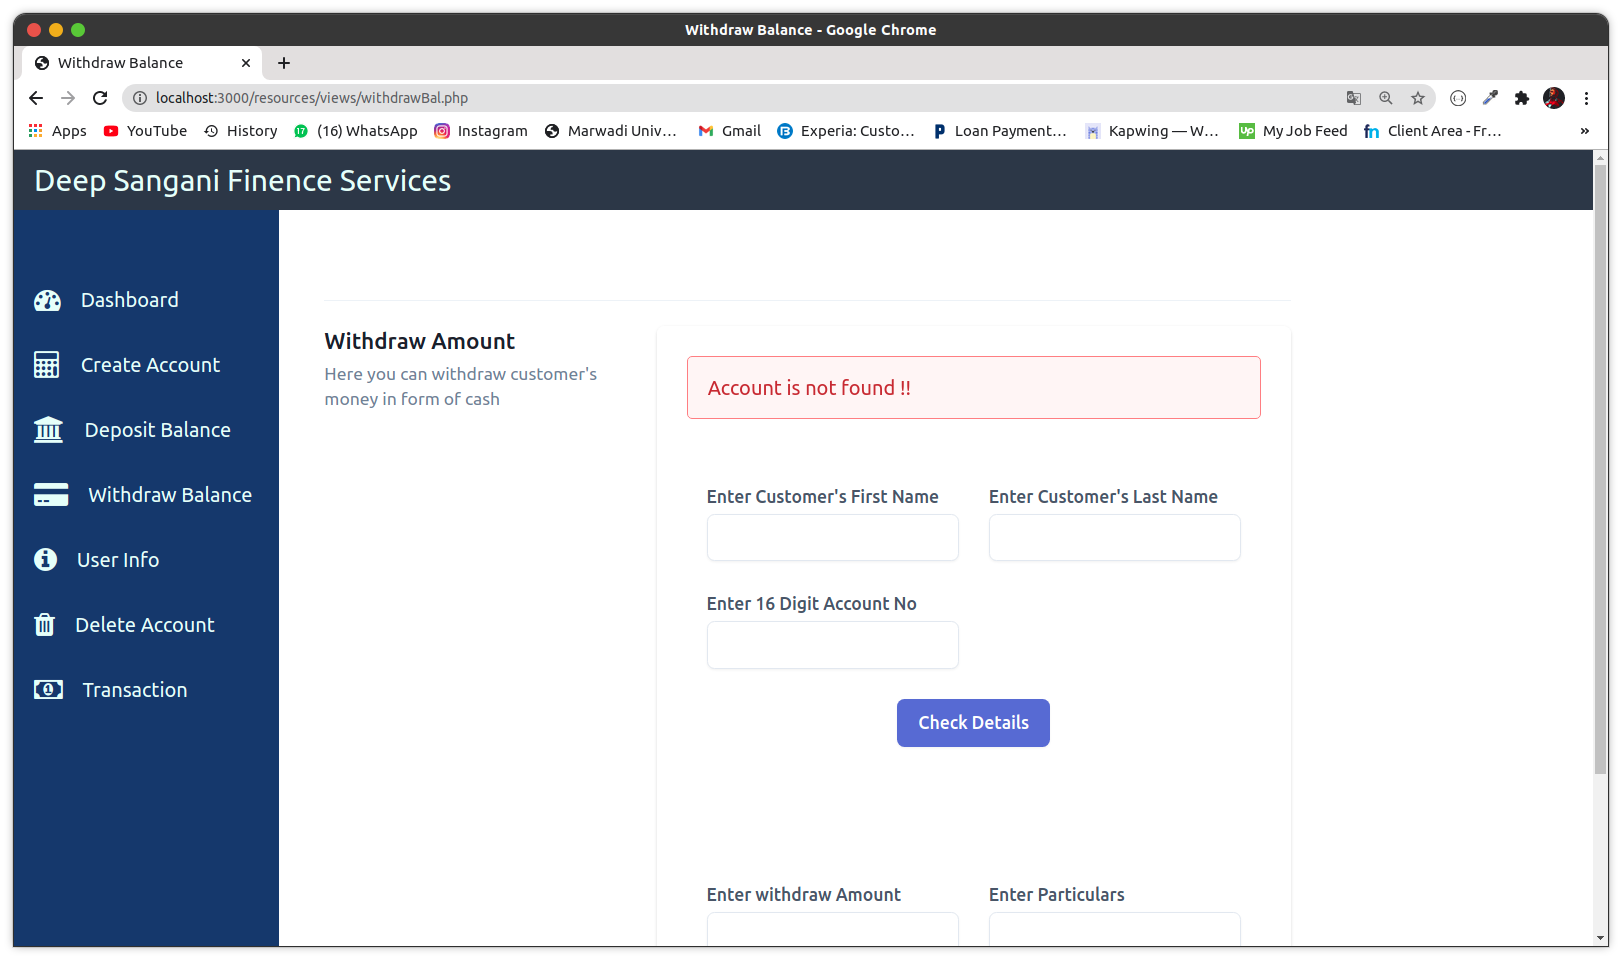 Withdraw Balance - Google Chrome
Withdraw Balance
localhost:3000/resources/views/withdrawBal.php
Apps YouTube History (16) WhatsApp Instagram Marwadi Univ... Gmail Experia: Custo... Loan Payment... Kapwing — W... Up My Job Feed fn Client Area - Fr... »
Deep Sangani Finence Services
Dashboard
Create Account
Deposit Balance
Withdraw Balance
User Info
Delete Account
Transaction
Withdraw Amount
Here you can withdraw customer's
money in form of cash
Account is not found !!
Enter Customer's First Name Enter Customer's Last Name
Enter 16 Digit Account No
Check Details
Enter withdraw Amount Enter Particulars